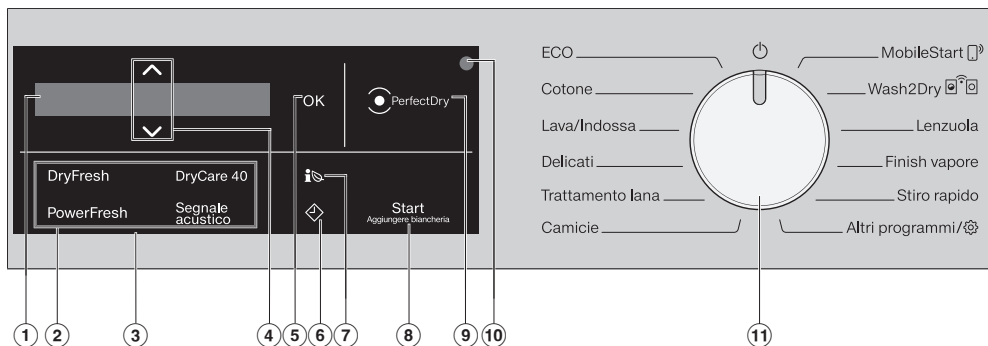 OK
PerfectDry
DryFresh
DryCare 40
PowerFresh
Segnale
acustico
i
Start
Aggiungere biancheria
ECO
Cotone
Lava/Indossa
Delicati
Trattamento lana
Camicie
MobileStart
Wash2Dry
Lenzuola
Finish vapore
Stiro rapido
Altri programmi/
1
2
3
4
5
6
7
8
9
10
11